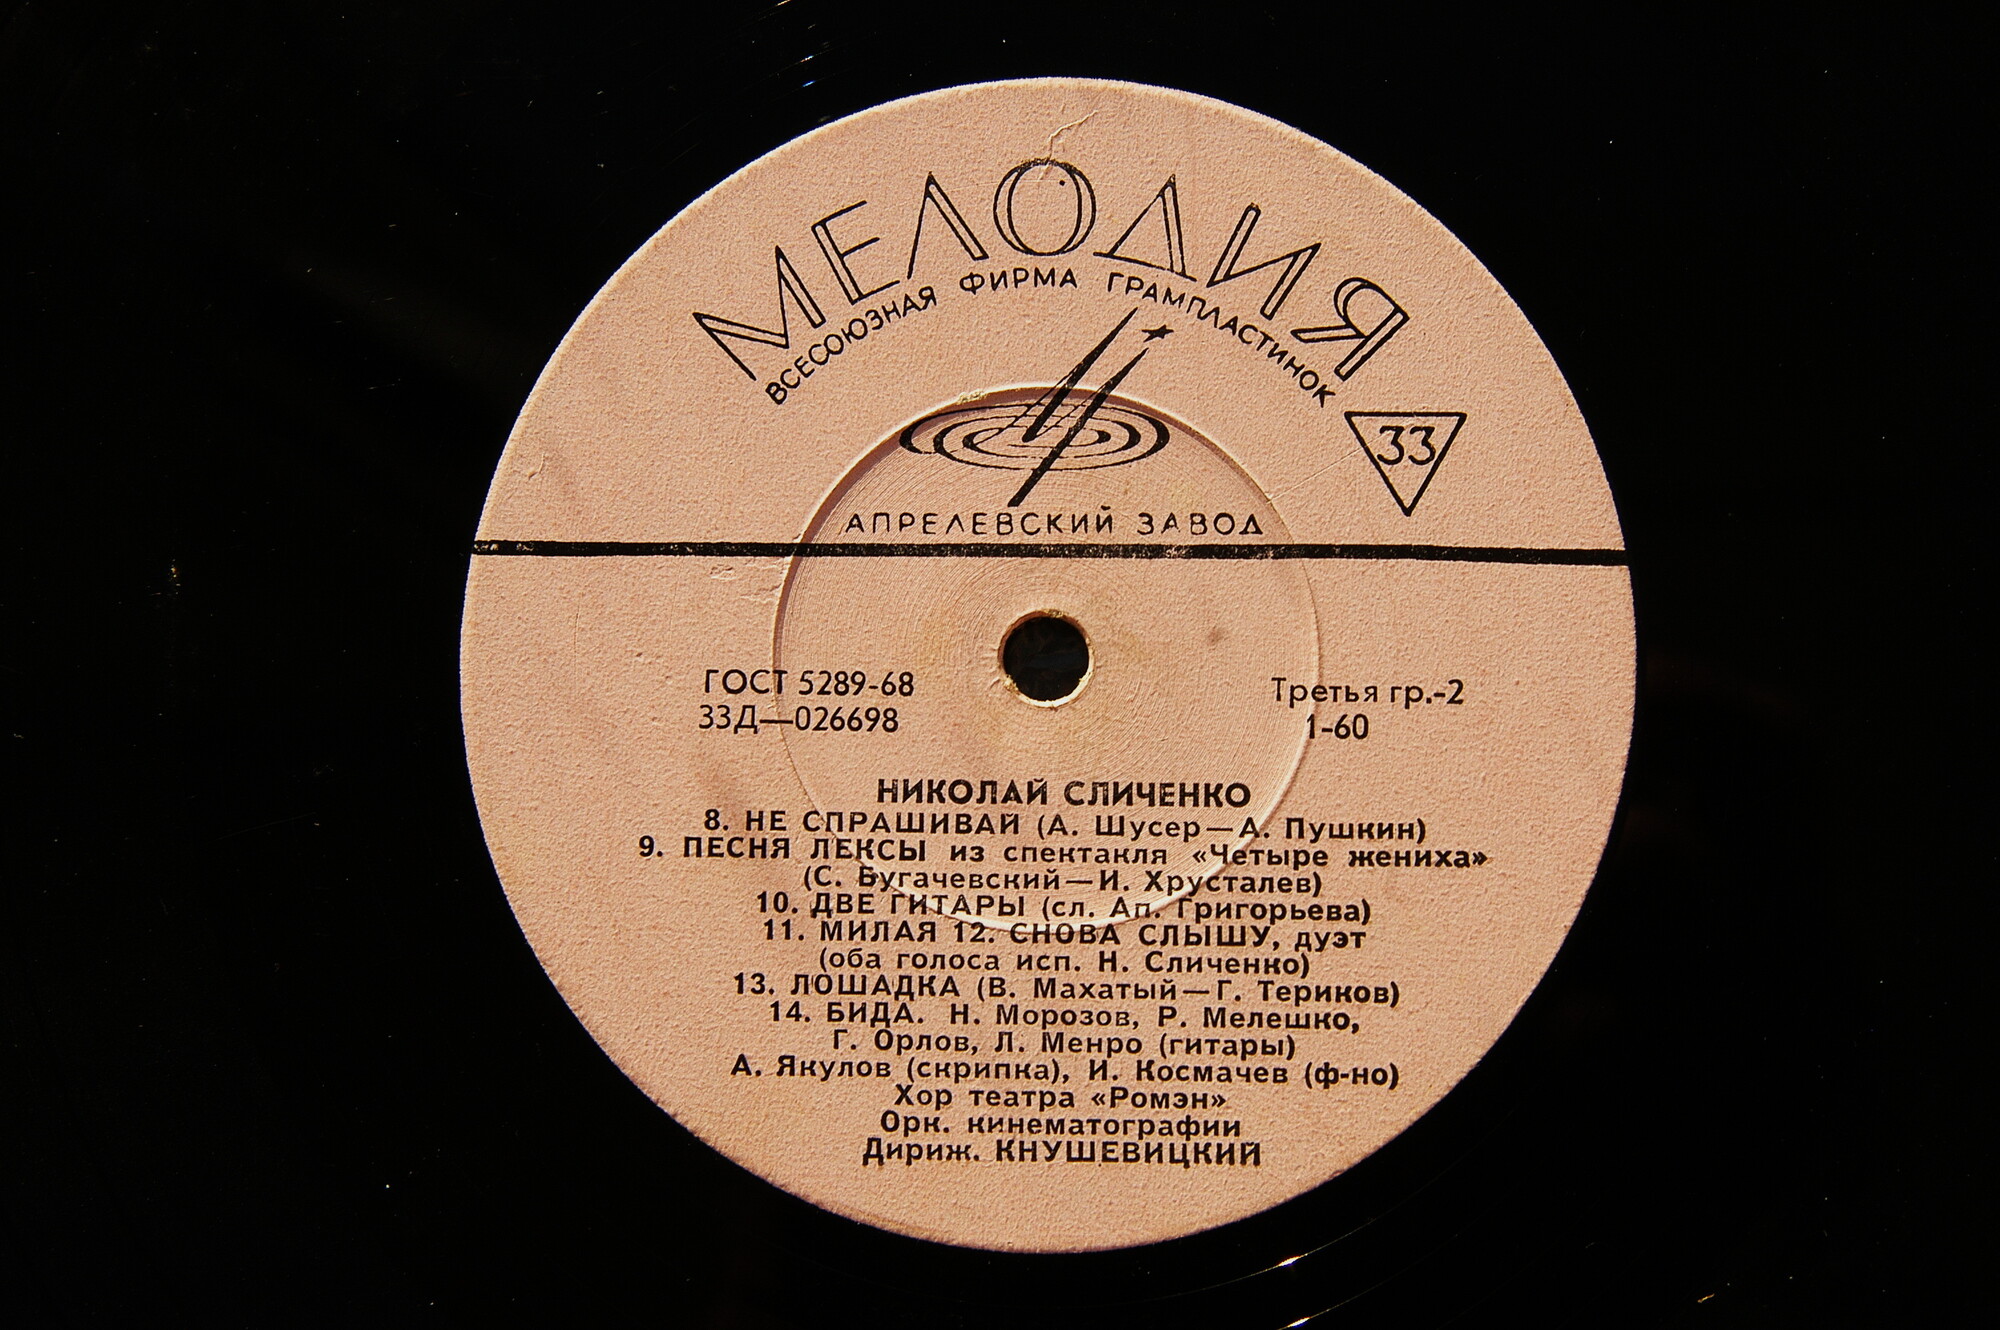 МЕЛОДИЯ
ВСЕСОЮЗНАЯ ФИРМА ГРАМПЛАСТИНОК
33
АПРЕЛЕВСКИЙ ЗАВОД
ГОСТ 5289-68
33Д—026698
Третья гр.-2
1-60
НИКОЛАЙ СЛИЧЕНКО
8. НЕ СПРАШИВАЙ (А. Шусер—А. Пушкин)
9. ПЕСНЯ ЛЕКСЫ из спектакля «Четыре жениха»
(С. Бугачевский—И. Хрусталев)
10. ДВЕ ГИТАРЫ (сл. Ап. Григорьева)
11. МИЛАЯ 12. СНОВА СЛЫШУ, дуэт
(оба голоса исп. Н. Сличенко)
13. ЛОШАДКА (В. Махатый—Г. Териков)
14. БИДА. Н. Морозов, Р. Мелешко,
Г. Орлов, Л. Менро (гитары)
А. Якулов (скрипка), И. Космачев (ф-но)
Хор театра «Ромэн»
Орк. кинематографии
Дириж. КНУШЕВИЦКИЙ